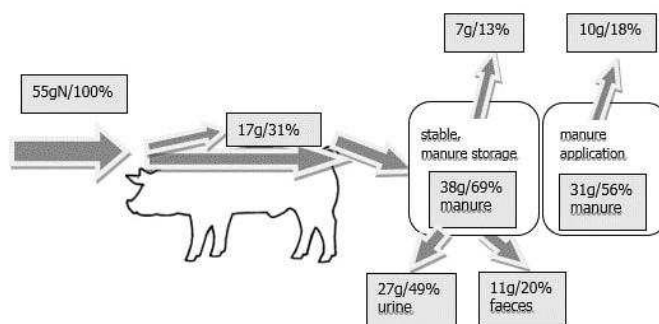 7g/13%
10g/18%
55gN/100%
17g/31%
stable,
manure storage
manure
application
38g/69%
manure
31g/56%
manure
27g/49%
urine
11g/20%
faeces